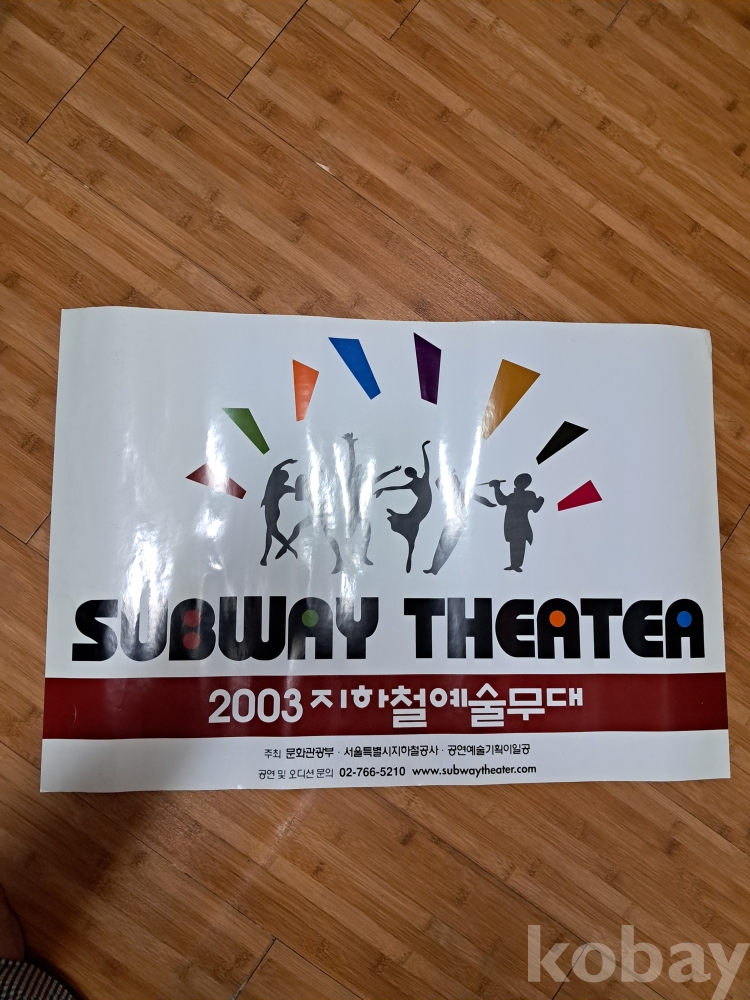 SUBWAY THEATER
2003 지하철예술무대
주최 문화관광부 · 서울특별시지하철공사 · 공연예술기획이일공
공연 및 오디션 문의 02-766-5210 www.subwaytheater.com
kobay